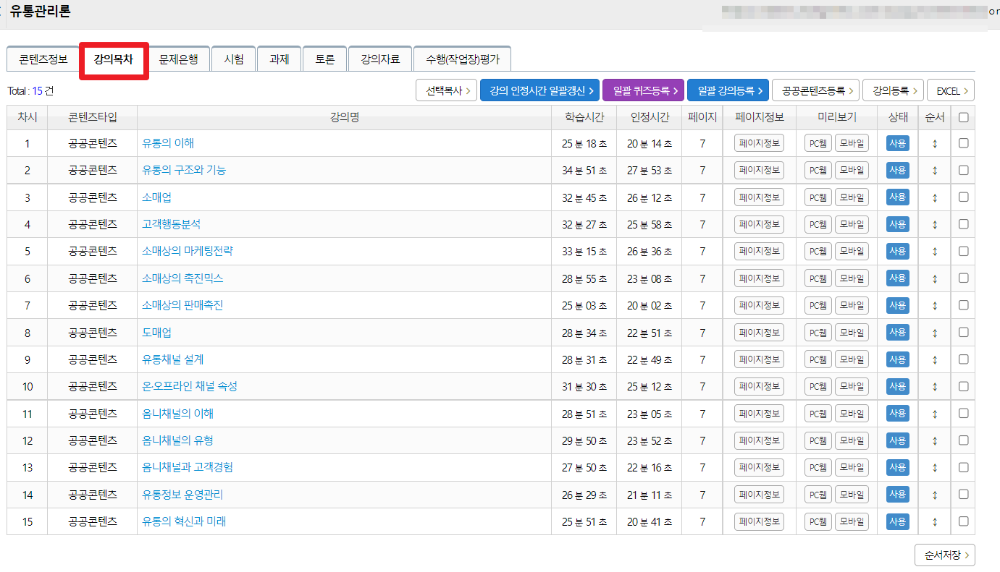 유통관리론
on
콘텐츠정보 강의목차 문제은행 시험 과제 토론 강의자료 수행(작업장)평가
Total : 15 건 선택복사 강의 인정시간 일괄갱신 일괄 퀴즈등록 일괄 강의등록 공공콘텐츠등록 강의등록 EXCEL
차시 콘텐츠타입 강의명 학습시간 인정시간 페이지 페이지정보 미리보기 상태 순서
1 공공콘텐츠 유통의 이해 25 분 18 초 20 분 14 초 7 페이지정보 PC웹 모바일 사용
2 공공콘텐츠 유통의 구조와 기능 34 분 51 초 27 분 53 초 7 페이지정보 PC웹 모바일 사용
3 공공콘텐츠 소매업 32 분 45 초 26 분 12 초 7 페이지정보 PC웹 모바일 사용
4 공공콘텐츠 고객행동분석 32 분 27 초 25 분 58 초 7 페이지정보 PC웹 모바일 사용
5 공공콘텐츠 소매상의 마케팅전략 33 분 15 초 26 분 36 초 7 페이지정보 PC웹 모바일 사용
6 공공콘텐츠 소매상의 촉진믹스 28 분 55 초 23 분 08 초 7 페이지정보 PC웹 모바일 사용
7 공공콘텐츠 소매상의 판매촉진 25 분 03 초 20 분 02 초 7 페이지정보 PC웹 모바일 사용
8 공공콘텐츠 도매업 28 분 34 초 22 분 51 초 7 페이지정보 PC웹 모바일 사용
9 공공콘텐츠 유통채널 설계 28 분 31 초 22 분 49 초 7 페이지정보 PC웹 모바일 사용
10 공공콘텐츠 온·오프라인 채널 속성 31 분 30 초 25 분 12 초 7 페이지정보 PC웹 모바일 사용
11 공공콘텐츠 옴니채널의 이해 28 분 51 초 23 분 05 초 7 페이지정보 PC웹 모바일 사용
12 공공콘텐츠 옴니채널의 유형 29 분 50 초 23 분 52 초 7 페이지정보 PC웹 모바일 사용
13 공공콘텐츠 옴니채널과 고객경험 27 분 50 초 22 분 16 초 7 페이지정보 PC웹 모바일 사용
14 공공콘텐츠 유통정보 운영관리 26 분 29 초 21 분 11 초 7 페이지정보 PC웹 모바일 사용
15 공공콘텐츠 유통의 혁신과 미래 25 분 51 초 20 분 41 초 7 페이지정보 PC웹 모바일 사용
순서저장